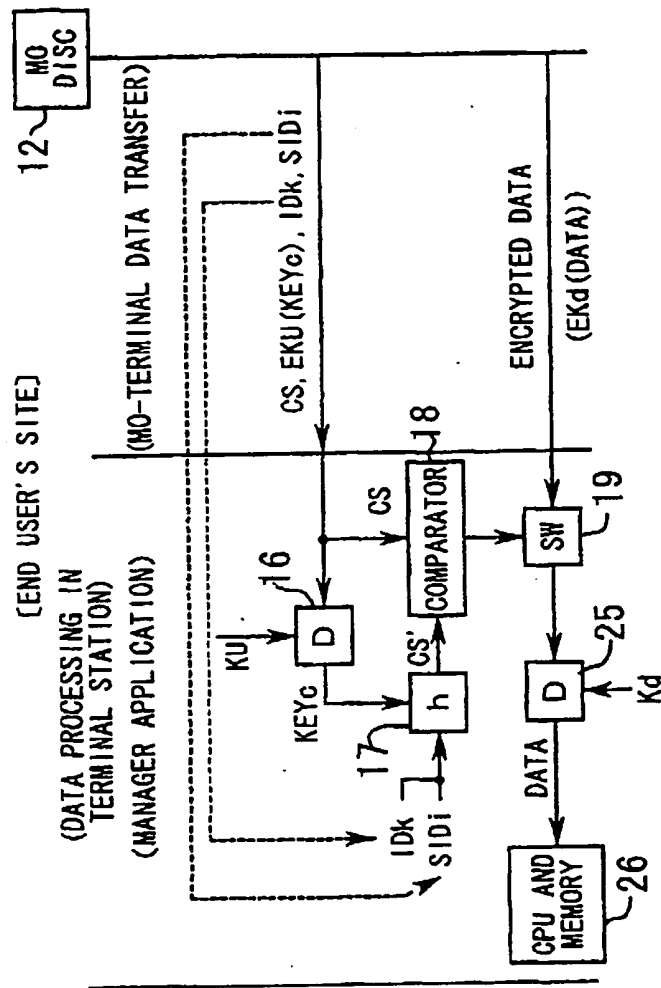 [END USER'S SITE]
(DATA PROCESSING IN
TERMINAL STATION)
(MANAGER APPLICATION)
(MO-TERMINAL DATA TRANSFER)
MO
DISC
12
CS, EKU(KEYc), IDk, SIDi
KU
16
D
KEYc
CS
IDk
SIDi
17
h
CS'
COMPARATOR
18
ENCRYPTED DATA
(EKd(DATA))
SW
19
CPU AND
MEMORY
26
DATA
D
25
Kd